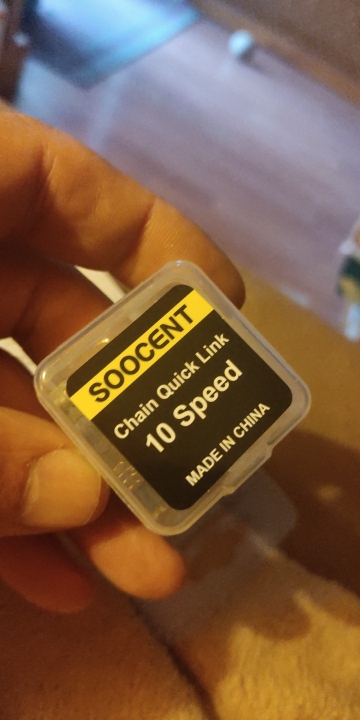 SOOCENT
Chain Quick Link
10 Speed
MADE IN CHINA